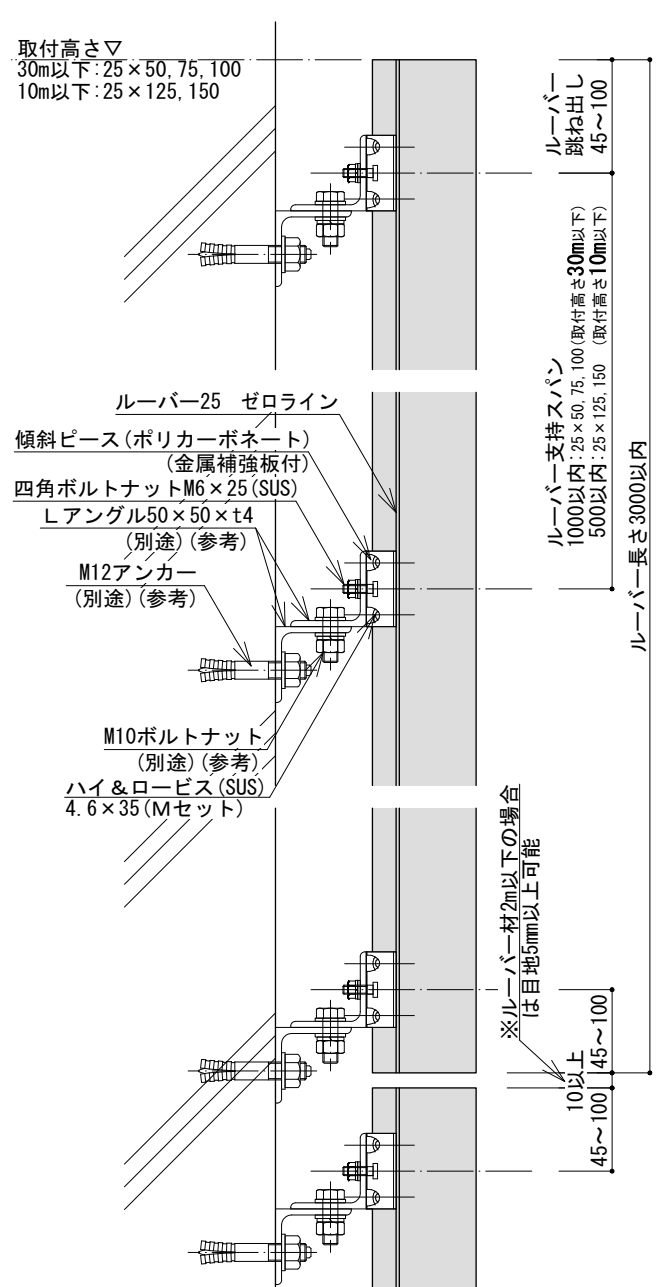 取付高さ▽
30m以下:25×50,75,100
10m以下:25×125,150
ルーバー
跳ね出し
45～100
ルーバー支持スパン
1000以内:25×50,75,100(取付高さ30m以下)
500以内:25×125,150 (取付高さ10m以下)
ルーバー長さ3000以内
ルーバー25 ゼロライン
傾斜ピース(ポリカーボネート)
(金属補強板付)
四角ボルトナットM6×25(SUS)
Lアングル50×50×t4
(別途)(参考)
M12アンカー
(別途)(参考)
M10ボルトナット
(別途)(参考)
ハイ＆ロービス(SUS)
4.6×35(Mセット)
※ルーバー材2m以下の場合
は目地5mm以上可能
45～100
10以上
45～100